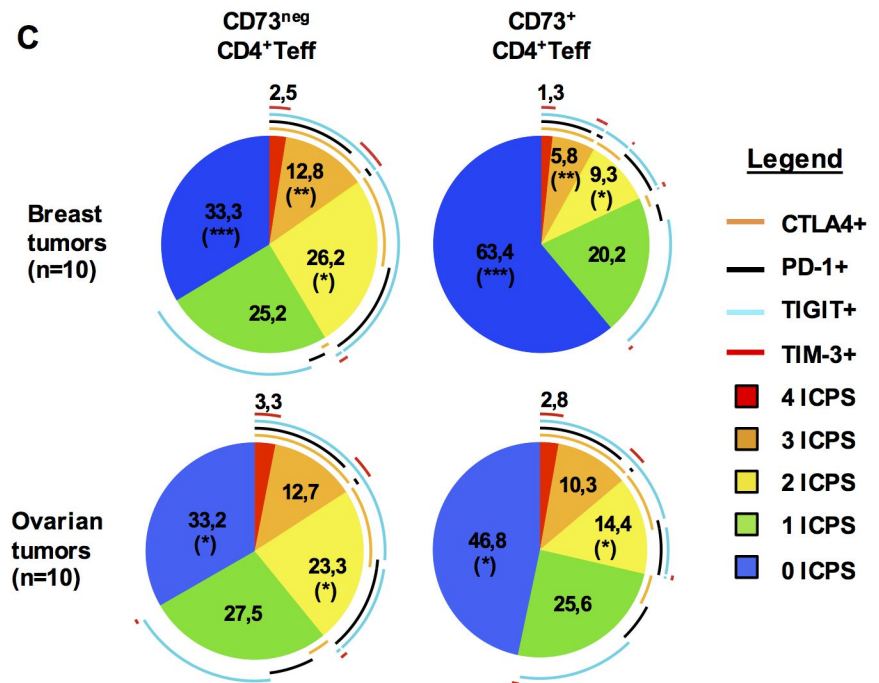 C
CD73neg
CD4+Teff
CD73+
CD4+Teff
2,5
12,8
(**)
33,3
(***)
26,2
(*)
25,2
1,3
5,8
(**)
9,3
(*)
63,4
(***)
20,2
Breast
tumors
(n=10)
3,3
12,7
33,2
(*)
23,3
(*)
27,5
2,8
10,3
14,4
(*)
46,8
(*)
25,6
Ovarian
tumors
(n=10)
Legend
CTLA4+
PD-1+
TIGIT+
TIM-3+
4 ICPS
3 ICPS
2 ICPS
1 ICPS
0 ICPS